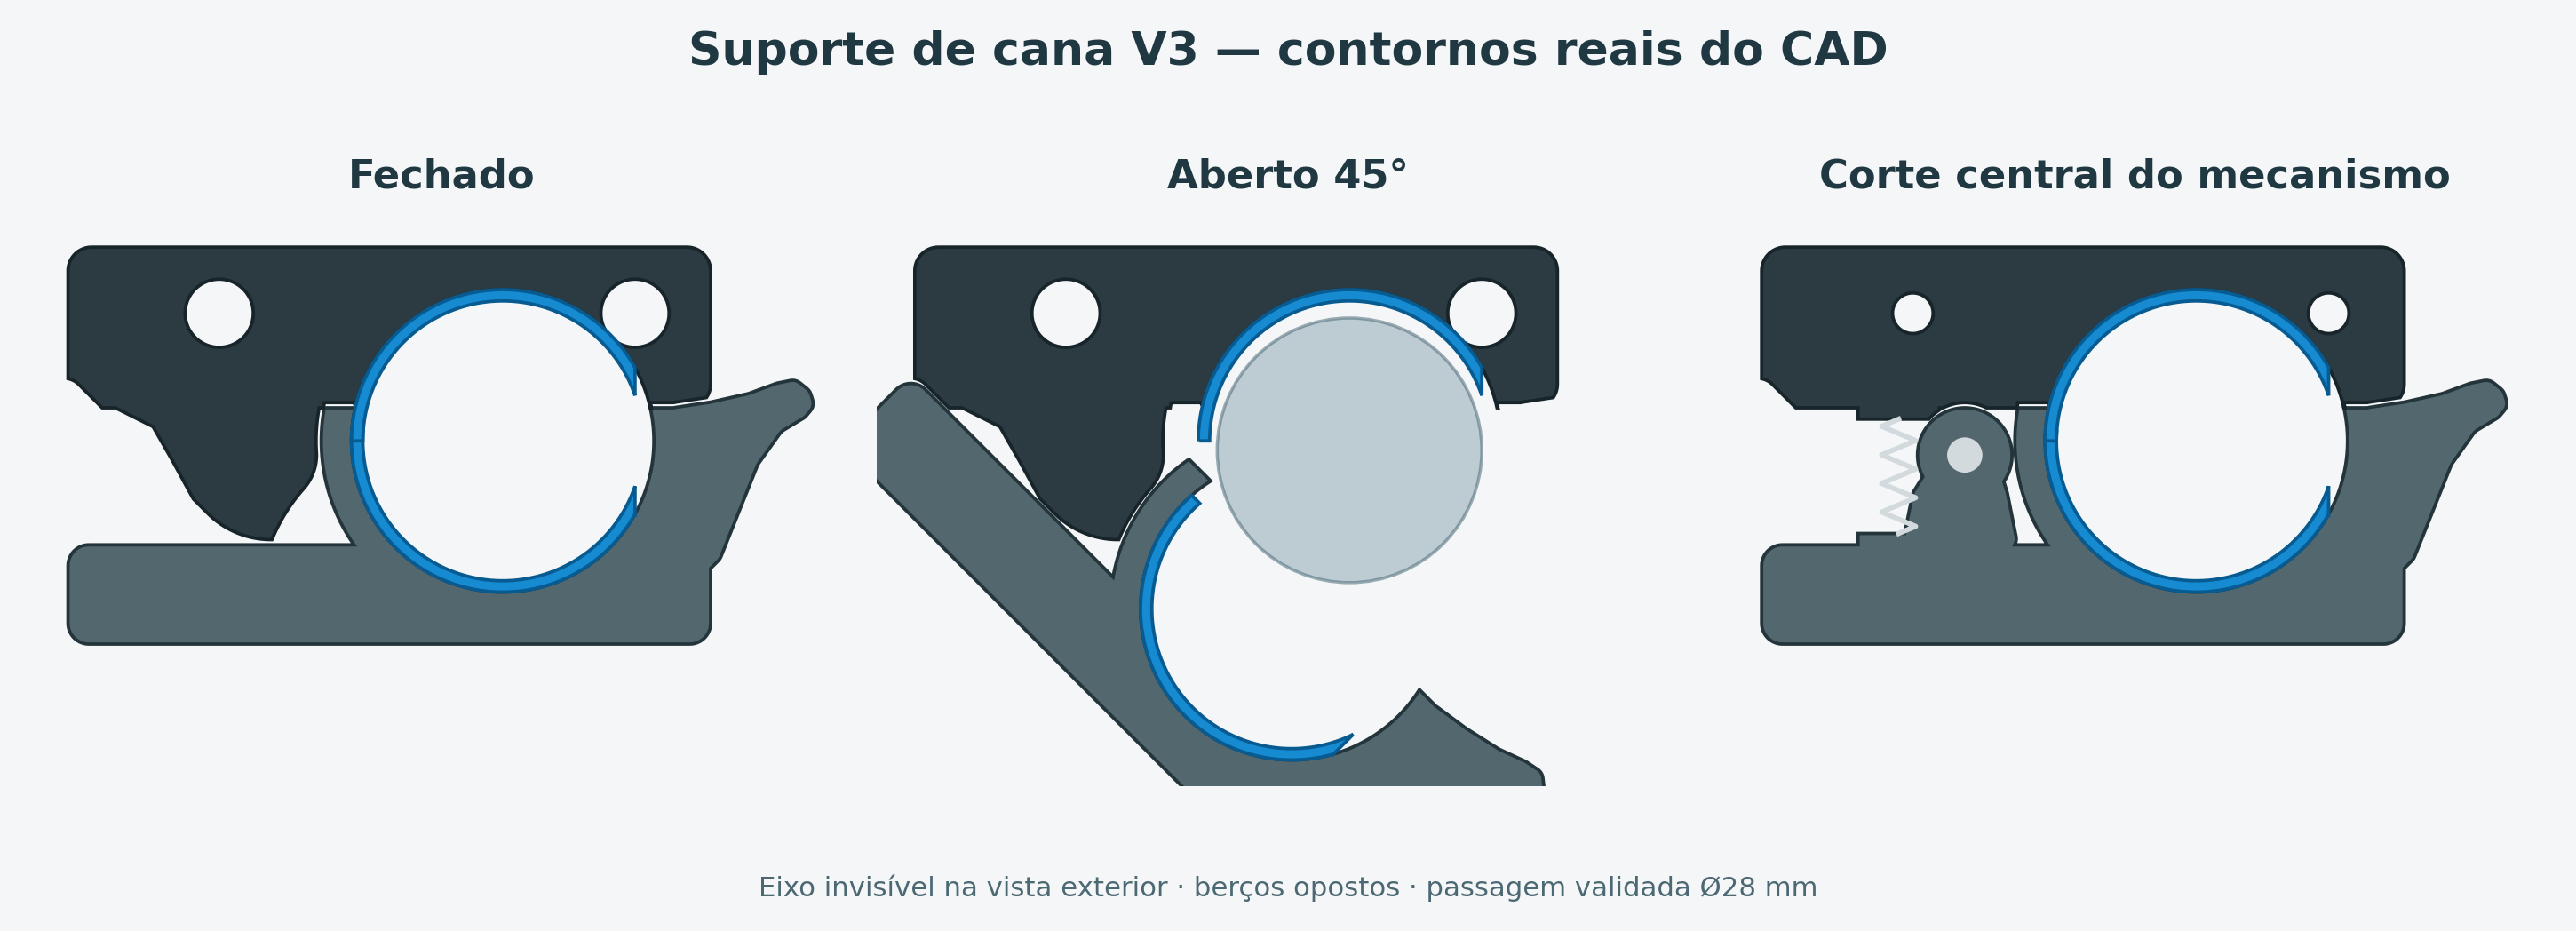 Suporte de cana V3 — contornos reais do CAD
Fechado
Aberto 45°
Corte central do mecanismo
Eixo invisível na vista exterior · berços opostos · passagem validada Ø28 mm